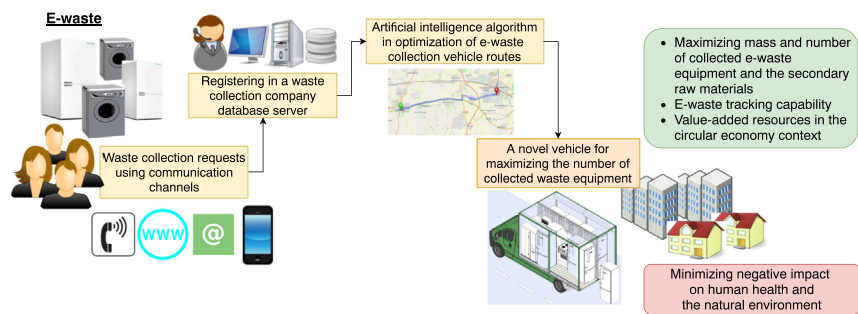 E-waste
Waste collection requests
using communication
channels
www
@
Registering in a waste
collection company
database server
Artificial intelligence algorithm
in optimization of e-waste
collection vehicle routes
A novel vehicle for
maximizing the number of
collected waste equipment
• Maximizing mass and number
of collected e-waste
equipment and the secondary
raw materials
• E-waste tracking capability
• Value-added resources in the
circular economy context
Minimizing negative impact
on human health and
the natural environment